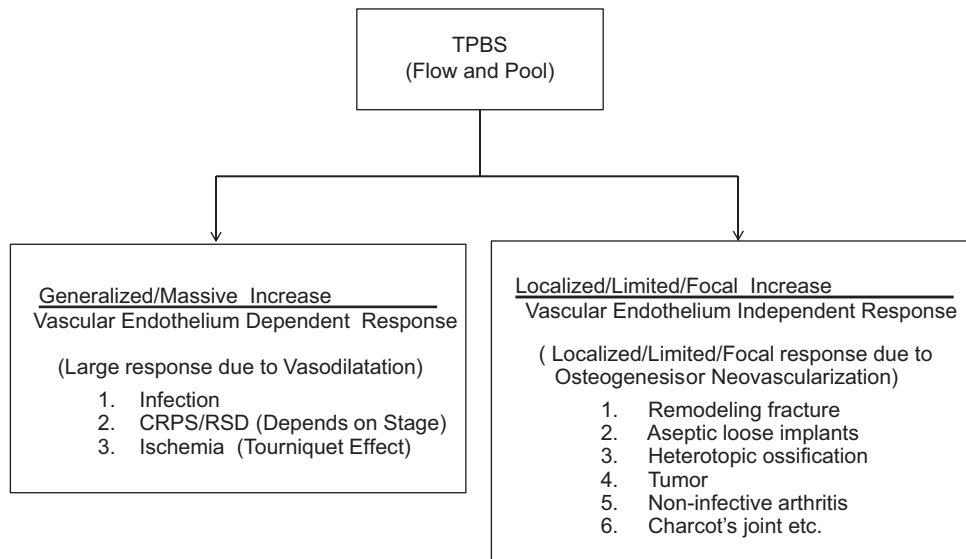 TPBS
(Flow and Pool)
Generalized/Massive Increase
Vascular Endothelium Dependent Response
(Large response due to Vasodilatation)
1. Infection
2. CRPS/RSD (Depends on Stage)
3. Ischemia (Tourniquet Effect)
Localized/Limited/Focal Increase
Vascular Endothelium Independent Response
( Localized/Limited/Focal response due to
Osteogenesisor Neovascularization)
1. Remodeling fracture
2. Aseptic loose implants
3. Heterotopic ossification
4. Tumor
5. Non-infective arthritis
6. Charcot's joint etc.